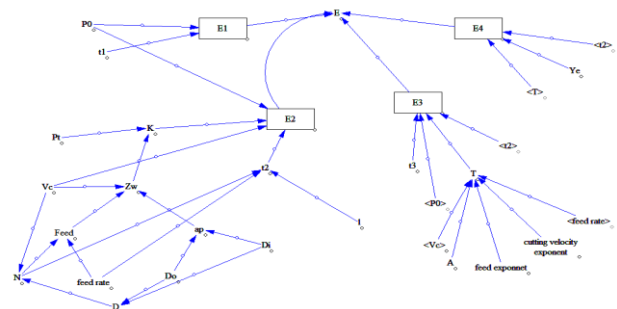 P0
E1
E
E4
t1
<t2>
Ye
<T>
E2
E3
Pt
K
t2
t3
<t2>
Vc
Zw
T
<P0>
Feed
ap
l
<feed rate>
Di
<Vc>
cutting velocity
exponent
N
feed rate
Do
A
feed exponnet
D